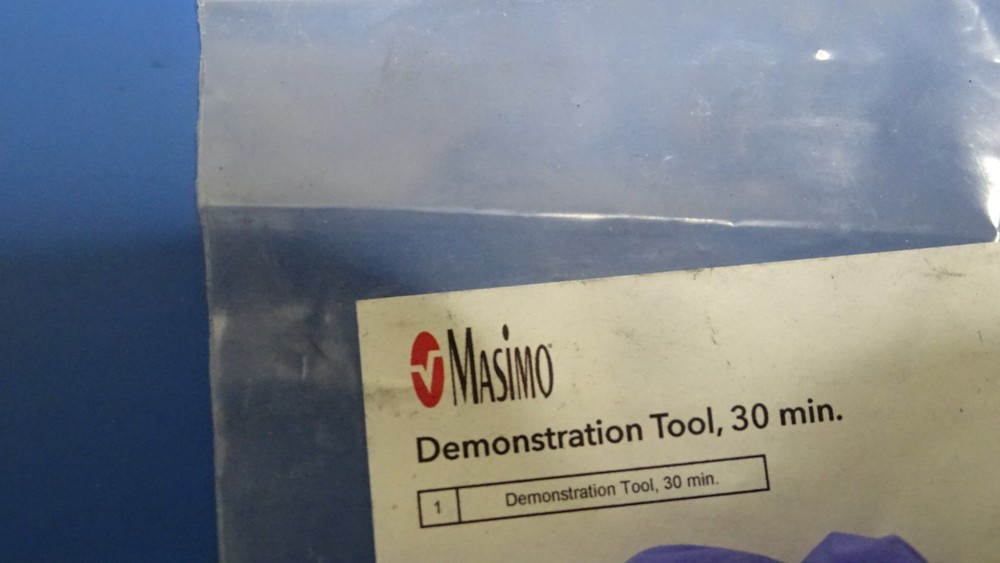 MASiMO
Demonstration Tool, 30 min.
1 Demonstration Tool, 30 min.